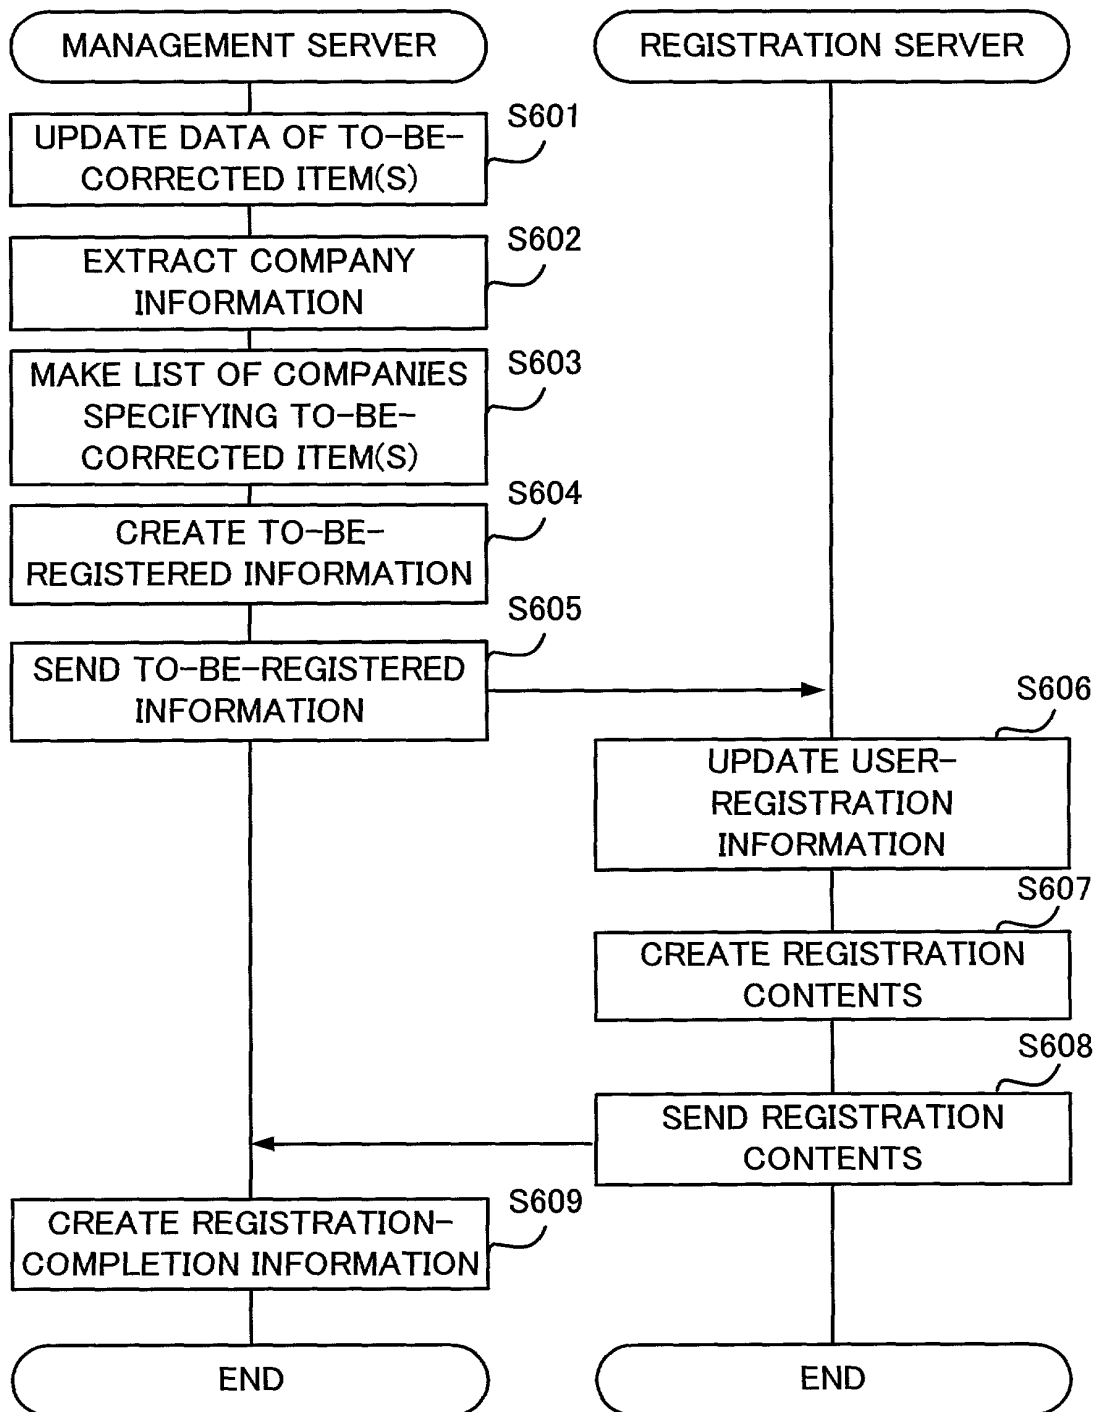 MANAGEMENT SERVER
REGISTRATION SERVER
S601
UPDATE DATA OF TO-BE-
CORRECTED ITEM(S)
S602
EXTRACT COMPANY
INFORMATION
S603
MAKE LIST OF COMPANIES
SPECIFYING TO-BE-
CORRECTED ITEM(S)
S604
CREATE TO-BE-
REGISTERED INFORMATION
S605
SEND TO-BE-REGISTERED
INFORMATION
S606
UPDATE USER-
REGISTRATION
INFORMATION
S607
CREATE REGISTRATION
CONTENTS
S608
SEND REGISTRATION
CONTENTS
S609
CREATE REGISTRATION-
COMPLETION INFORMATION
END
END